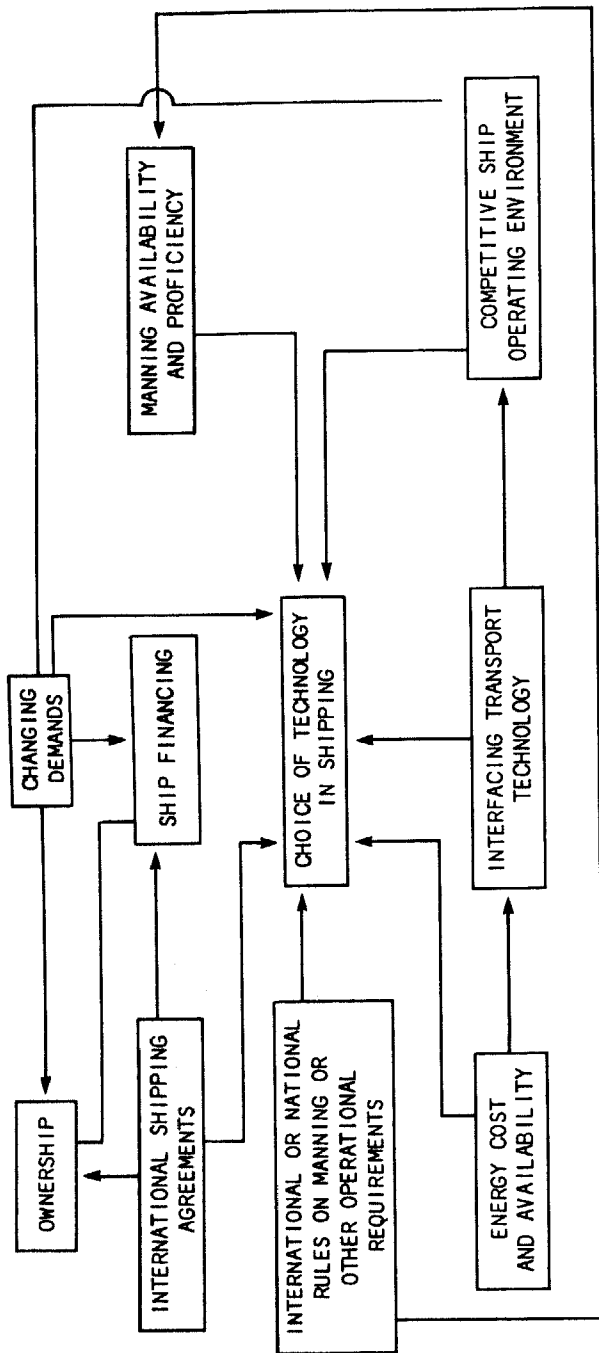 OWNERSHIP
CHANGING
DEMANDS
INTERNATIONAL SHIPPING
AGREEMENTS
SHIP FINANCING
MANNING AVAILABILITY
AND PROFICIENCY
INTERNATIONAL OR NATIONAL
RULES ON MANNING OR
OTHER OPERATIONAL
REQUIREMENTS
CHOICE OF TECHNOLOGY
IN SHIPPING
ENERGY COST
AND AVAILABILITY
INTERFACING TRANSPORT
TECHNOLOGY
COMPETITIVE SHIP
OPERATING ENVIRONMENT